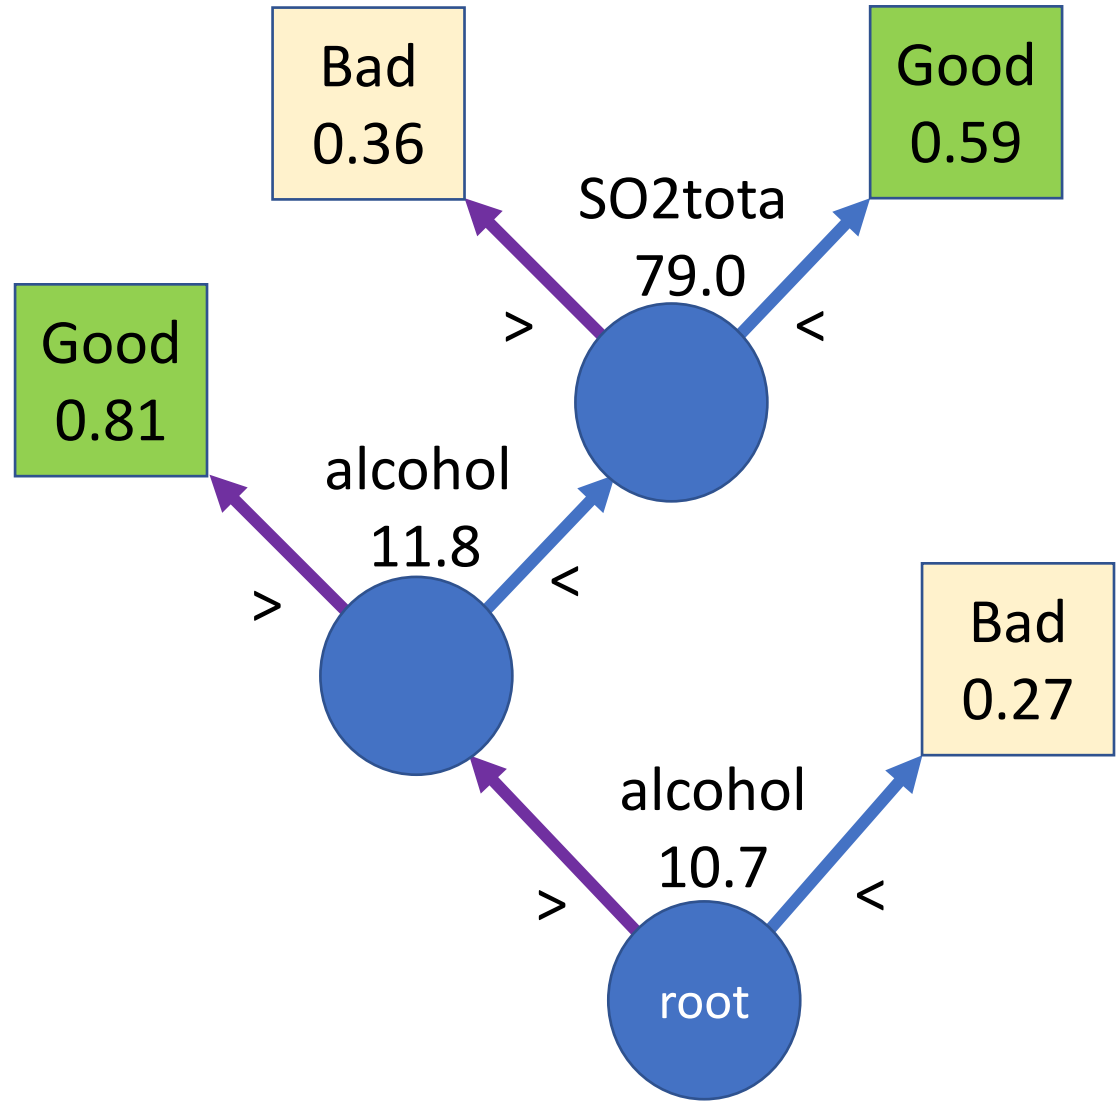 Bad
0.36
Good
0.59
SO2tota
79.0
>
<
Good
0.81
alcohol
11.8
>
<
Bad
0.27
alcohol
10.7
>
<
root